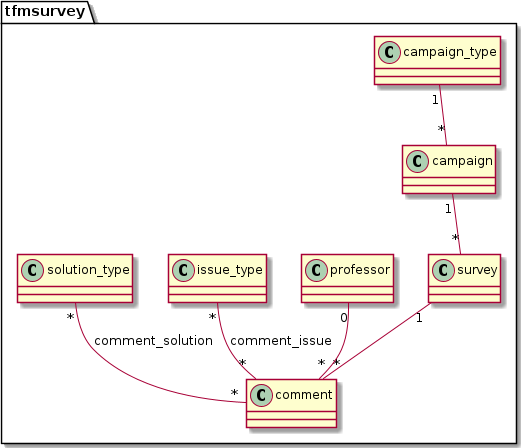 tfmsurvey
C campaign_type
1
*
C campaign
1
*
C solution_type
C issue_type
C professor
C survey
*
*
0
1
comment_solution
comment_issue
*
*
*
*
C comment